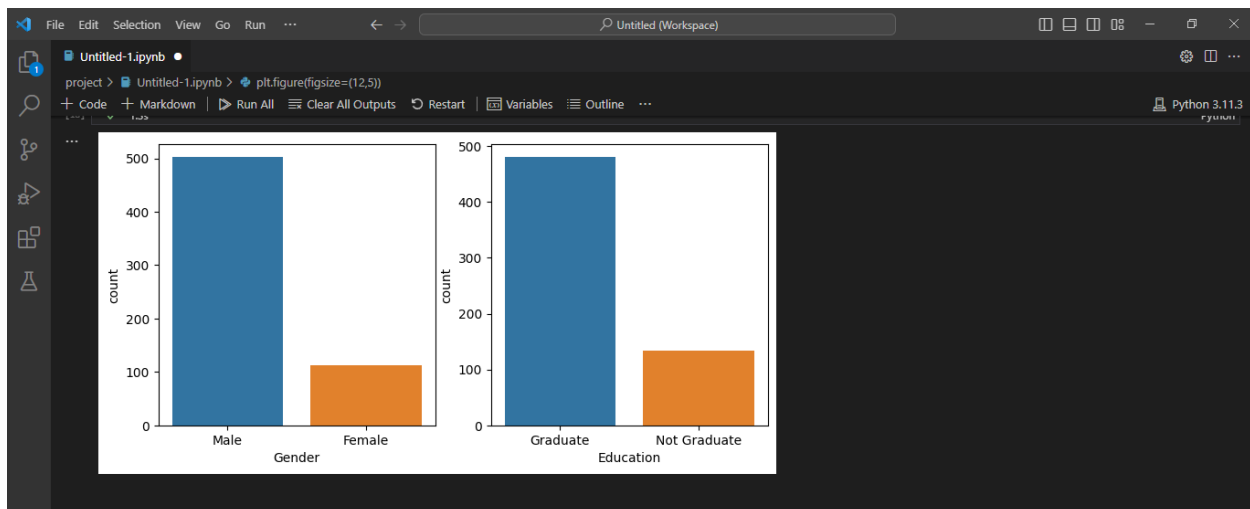 File Edit Selection View Go Run ...
Untitled (Workspace)
Untitled-1.ipynb
project > Untitled-1.ipynb > plt.figure(figsize=(12,5))
+ Code + Markdown | Run All Clear All Outputs Restart | Variables Outline ...
Python 3.11.3
1
Python
500
400
300
200
100
0
count
Male
Female
Gender
500
400
300
200
100
0
count
Graduate
Not Graduate
Education